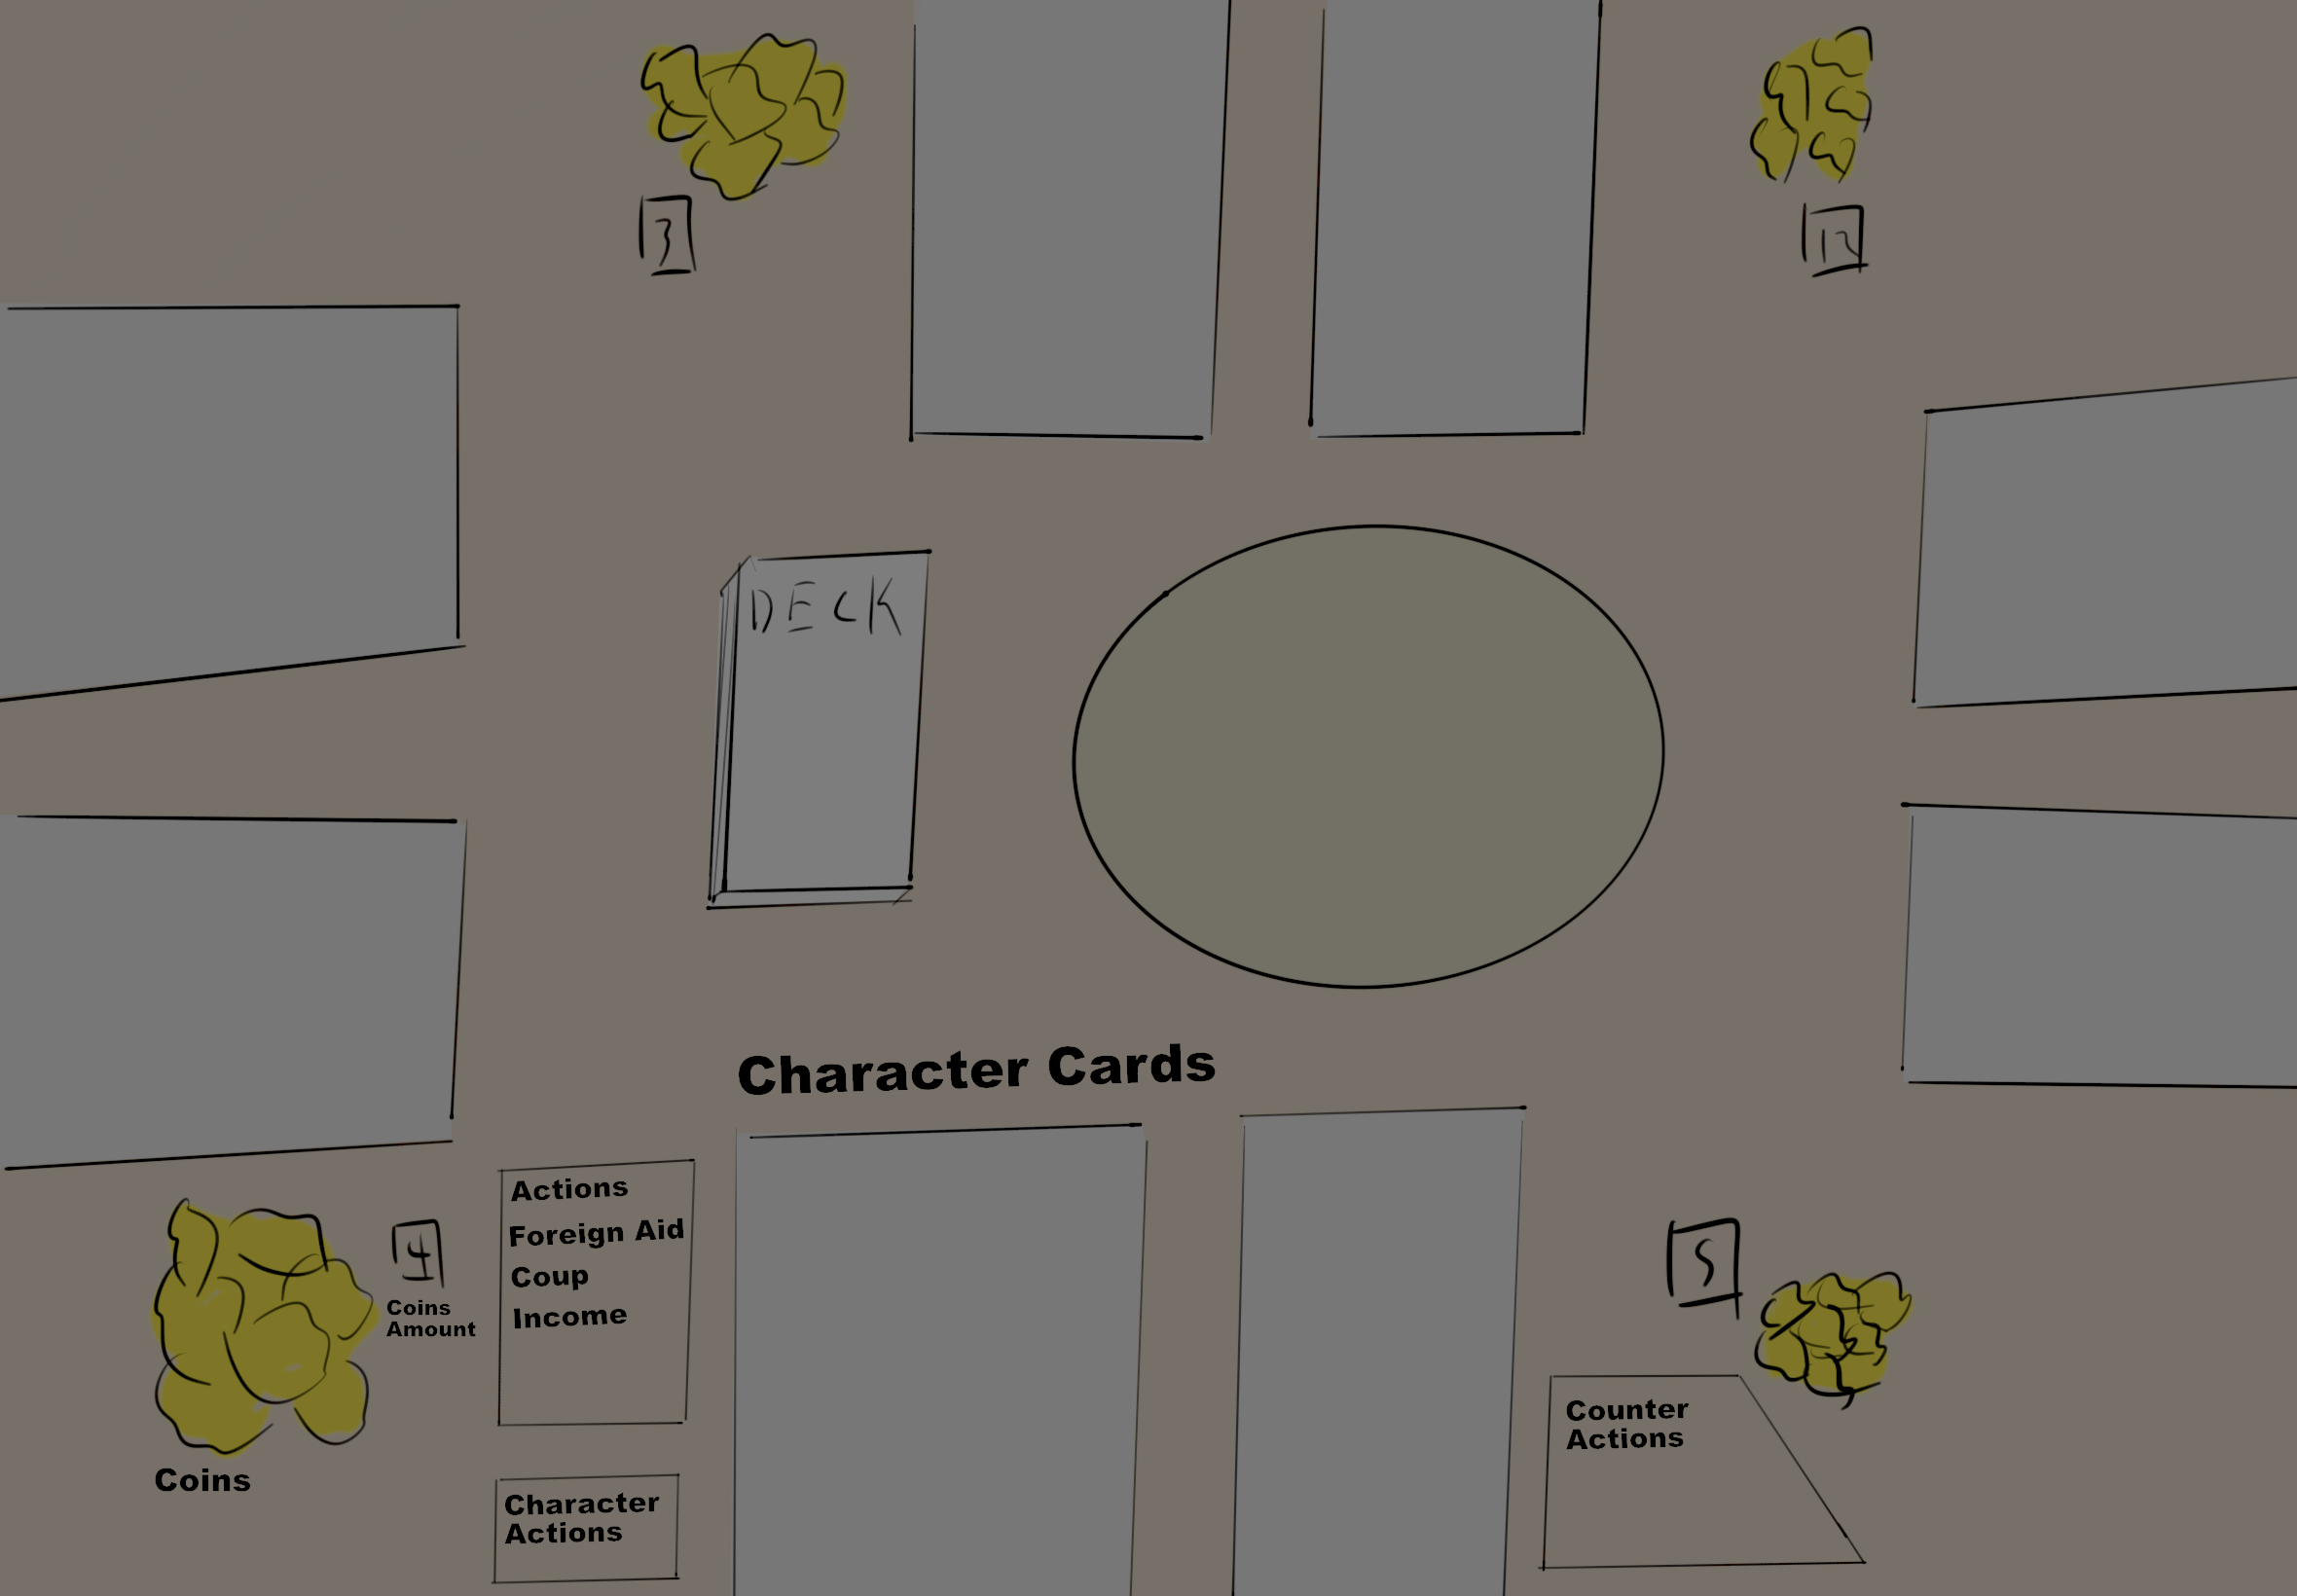 3
12
DECK
Character Cards
Actions
Foreign Aid
Coup
Income
4
Coins
Amount
Coins
Character
Actions
5
Counter
Actions